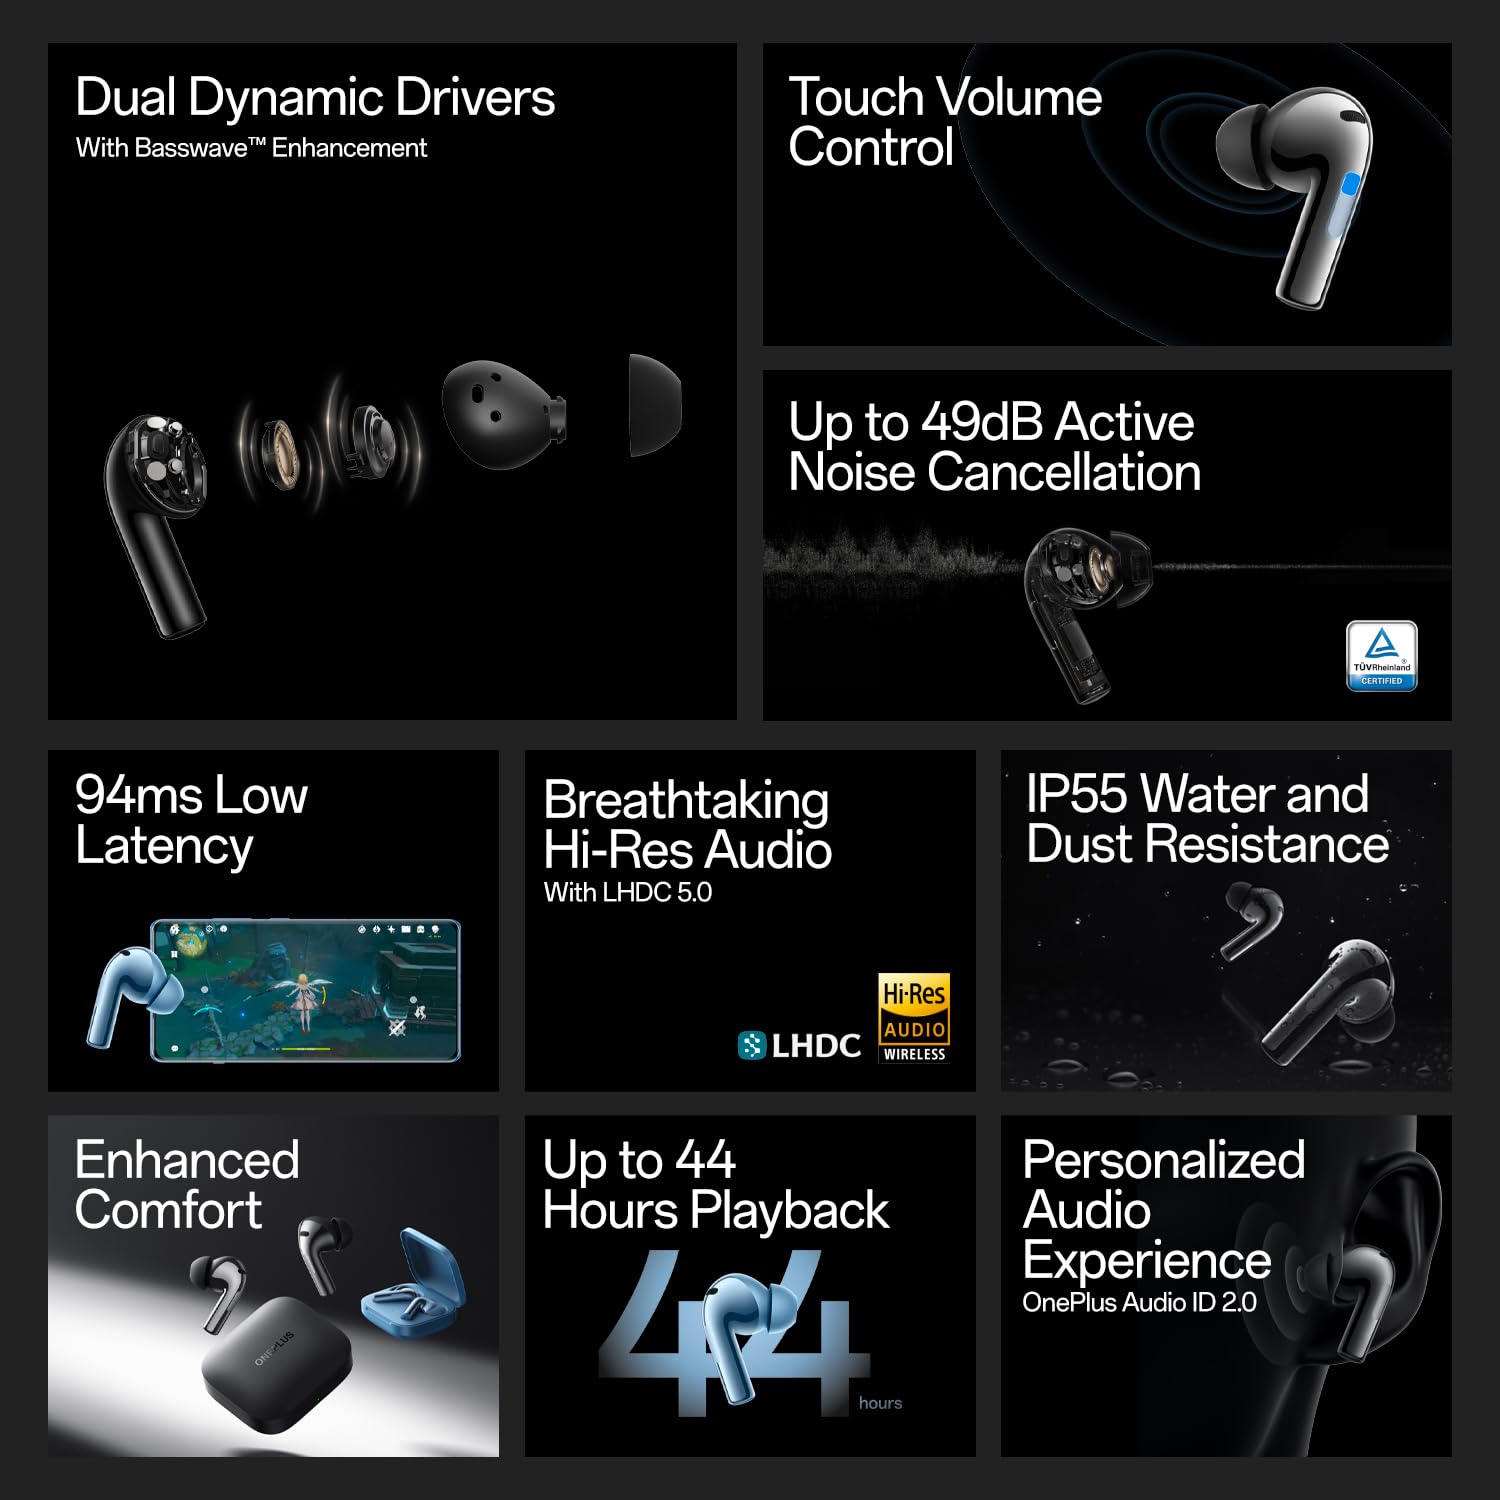 Dual Dynamic Drivers
With Basswave™ Enhancement
Touch Volume
Control
Up to 49dB Active
Noise Cancellation
TÜVRheinland®
CERTIFIED
94ms Low
Latency
Breathtaking
Hi-Res Audio
With LHDC 5.0
LHDC
Hi-Res
AUDIO
WIRELESS
IP55 Water and
Dust Resistance
Enhanced
Comfort
ONEPLUS
Up to 44
Hours Playback
44
hours
Personalized
Audio
Experience
OnePlus Audio ID 2.0